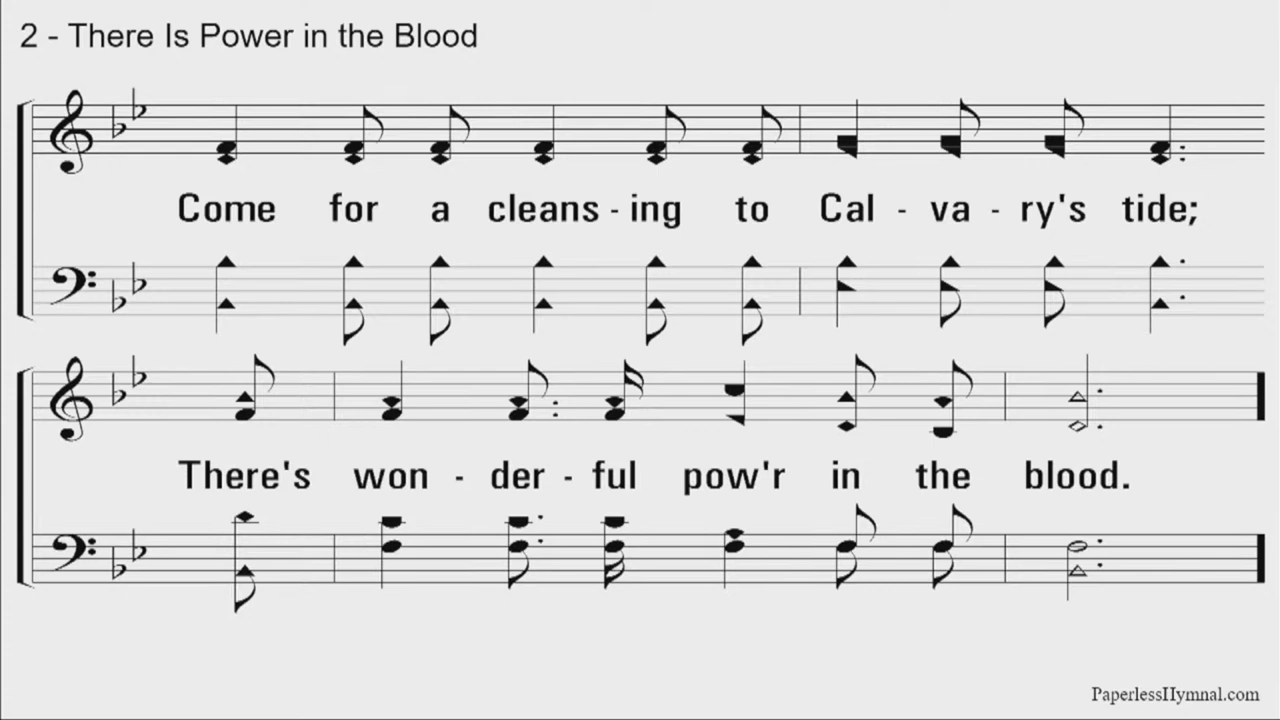 2 - There Is Power in the Blood
Come for a cleans - ing to Cal - va - ry's tide;
There's won - der - ful pow'r in the blood.
PaperlessHymnal.com